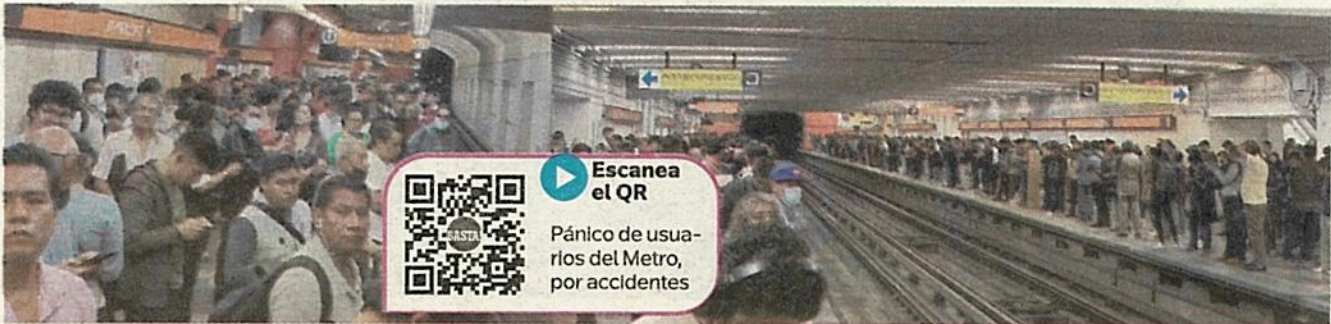 Escanea
el QR
BASTA
Pánico de usua-
rios del Metro,
por accidentes